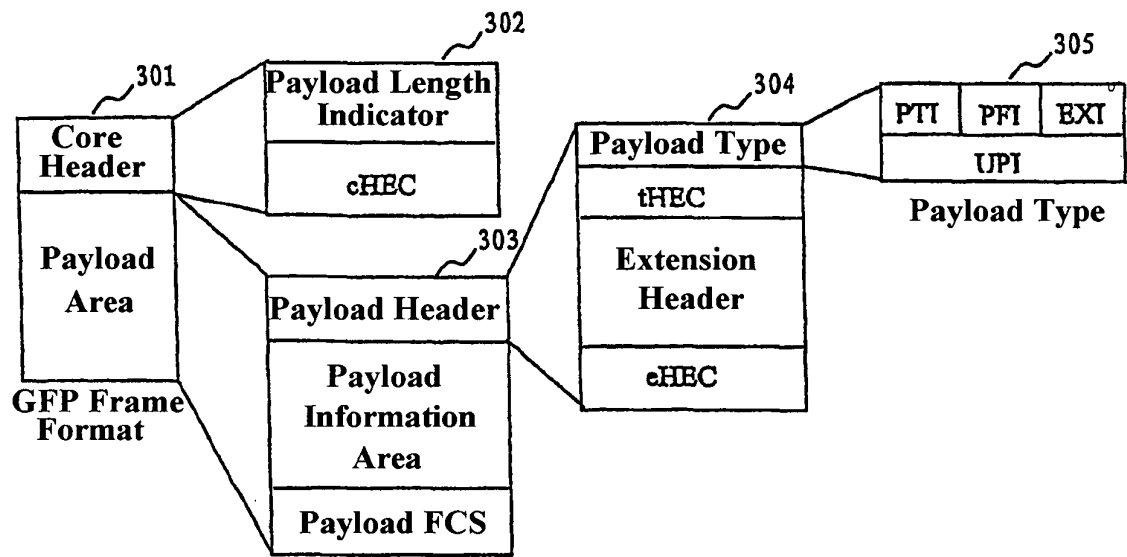 301
Core
Header
Payload
Area
GFP Frame
Format
302
Payload Length
Indicator
cHEC
303
Payload Header
Payload
Information
Area
Payload FCS
304
Payload Type
tHEC
Extension
Header
eHEC
305
PTI PFI EXI
UPI
Payload Type